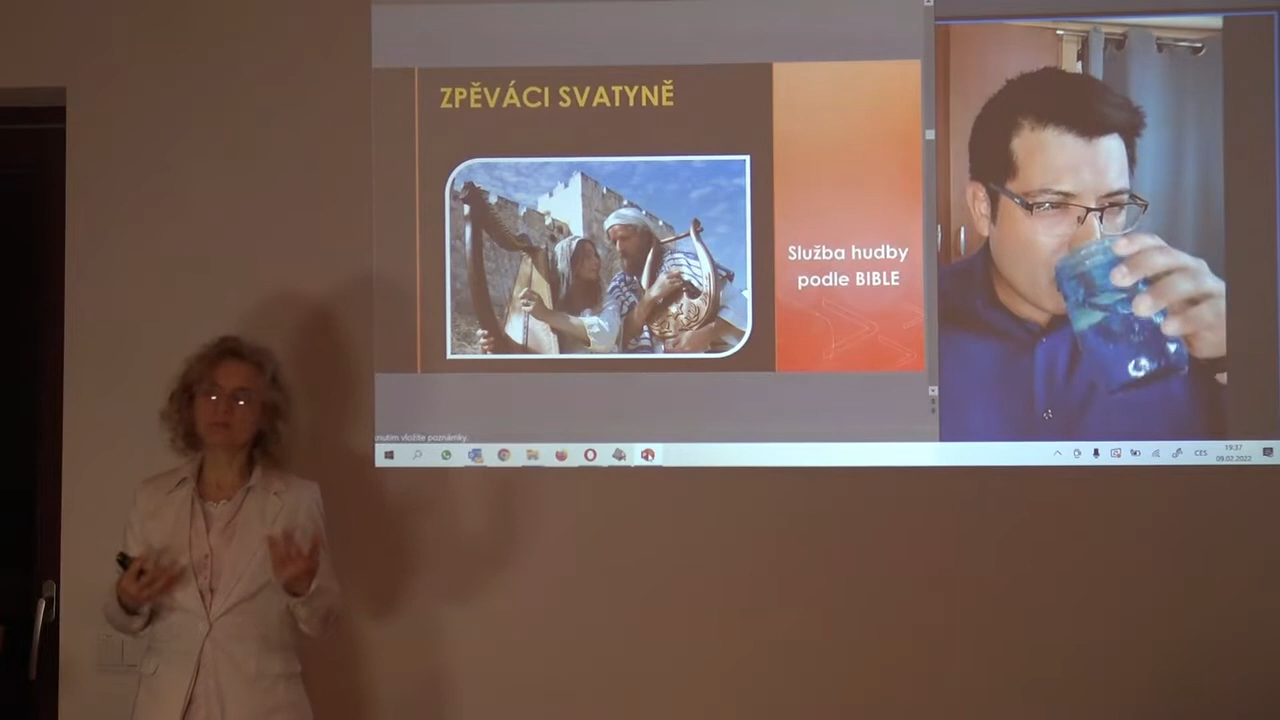 ZPĚVÁCI SVATYNĚ
Služba hudby
podle BIBLE
nutím vložíte poznámky.
CES
19:37
09.02.2022